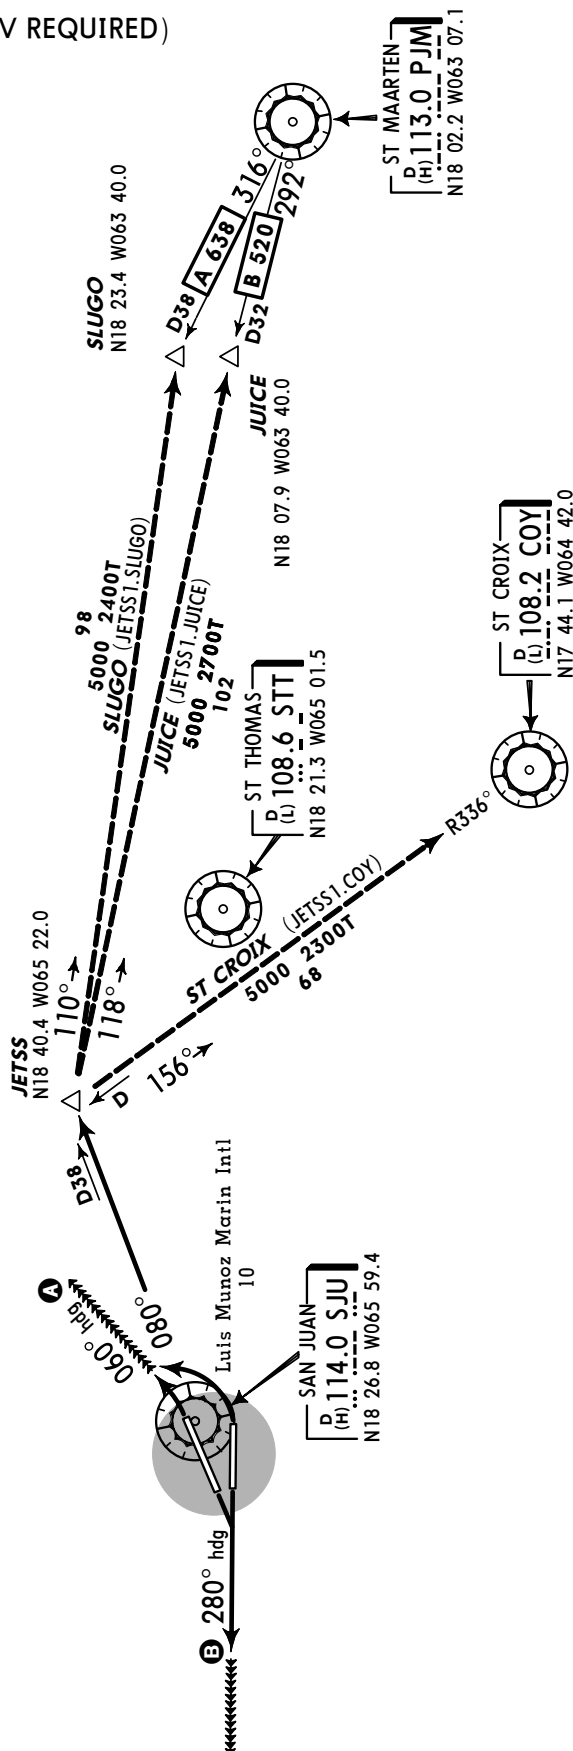 V REQUIRED)
ST MAARTEN
D
(H) 113.0 PJM
N18 02.2 W063 07.1
SLUGO
N18 23.4 W063 40.0
D38
A 638
316°
D32
B 520
292°
JUICE
N18 07.9 W063 40.0
98
5000 2400T
SLUGO (JETSS1.SLUGO)
JUICE (JETSS1.JUICE)
5000 2700T
102
ST THOMAS
D
(L) 108.6 STT
N18 21.3 W065 01.5
ST CROIX
D
(L) 108.2 COY
N17 44.1 W064 42.0
R336°
ST CROIX (JETSS1.COY)
5000 2300T
68
JETSS
N18 40.4 W065 22.0
110°
118°
D
156°
D38
080°
A
060° hdg
Luis Munoz Marin Intl
10
SAN JUAN
D
(H) 114.0 SJU
N18 26.8 W065 59.4
280° hdg
B